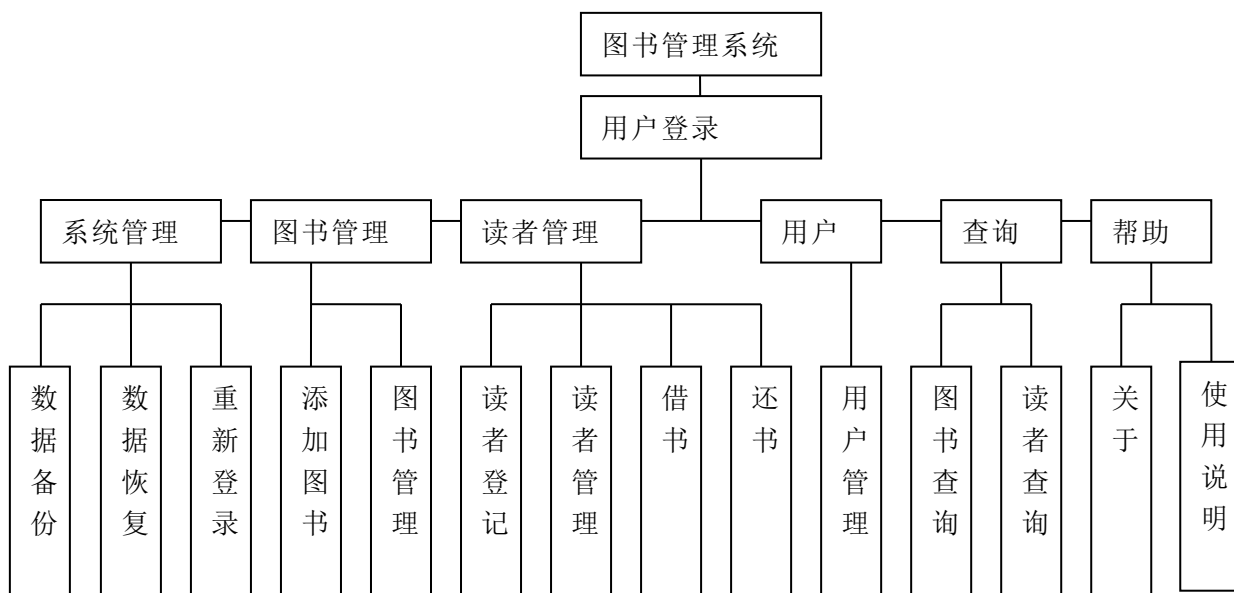 图书管理系统
用户登录
系统管理
图书管理
读者管理
用户
查询
帮助
数据备份
数据恢复
重新登录
添加图书
图书管理
读者登记
读者管理
借书
还书
用户管理
图书查询
读者查询
关于
使用说明